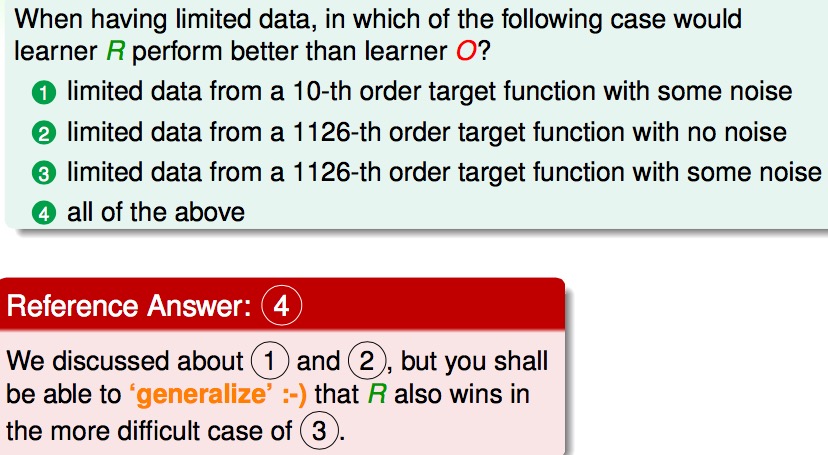 When having limited data, in which of the following case would
learner R perform better than learner O?
1 limited data from a 10-th order target function with some noise
2 limited data from a 1126-th order target function with no noise
3 limited data from a 1126-th order target function with some noise
4 all of the above
Reference Answer: 4
We discussed about 1 and 2, but you shall
be able to ‘generalize’ :-) that R also wins in
the more difficult case of 3.